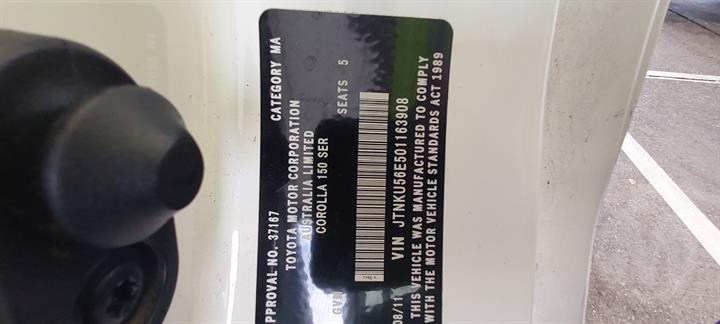 PPROVAL NO. 37167 CATEGORY MA
TOYOTA MOTOR CORPORATION
AUSTRALIA LIMITED
COROLLA 150 SER
GVM SEATS 5
08/11 VIN JTNKU56E501163908
THIS VEHICLE WAS MANUFACTURED TO COMPLY
WITH THE MOTOR VEHICLE STANDARDS ACT 1989